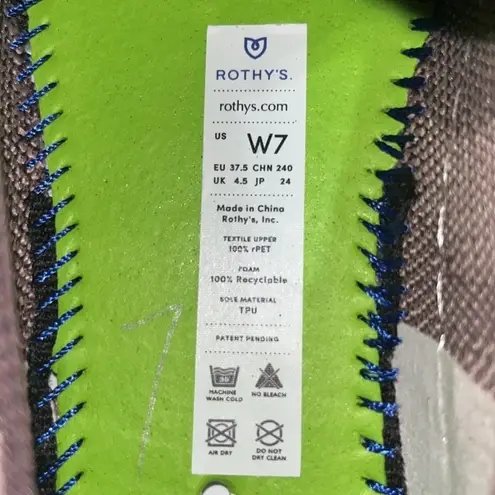 ROTHY'S.
rothys.com
US W7
EU 37.5 CHN 240
UK 4.5 JP 24
Made in China
Rothy's, Inc.
TEXTILE UPPER
100% rPET
FOAM
100% Recyclable
SOLE MATERIAL
TPU
PATENT PENDING
30
MACHINE WASH COLD
NO BLEACH
AIR DRY
DO NOT DRY CLEAN
7